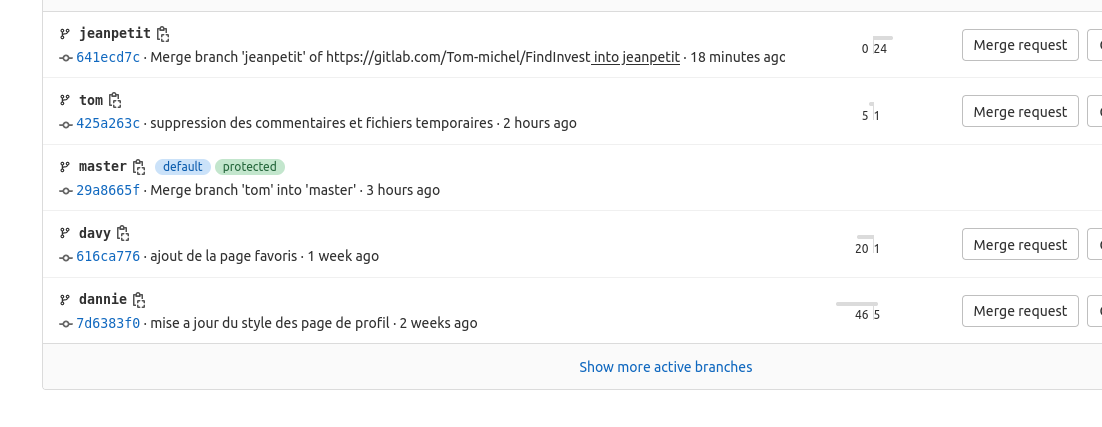 jeanpetit
641ecd7c · Merge branch 'jeanpetit' of https://gitlab.com/Tom-michel/FindInvest into jeanpetit · 18 minutes ago
0 24
Merge request
tom
425a263c · suppression des commentaires et fichiers temporaires · 2 hours ago
5 1
Merge request
master default protected
29a8665f · Merge branch 'tom' into 'master' · 3 hours ago
davy
616ca776 · ajout de la page favoris · 1 week ago
20 1
Merge request
dannie
7d6383f0 · mise a jour du style des page de profil · 2 weeks ago
46 5
Merge request
Show more active branches